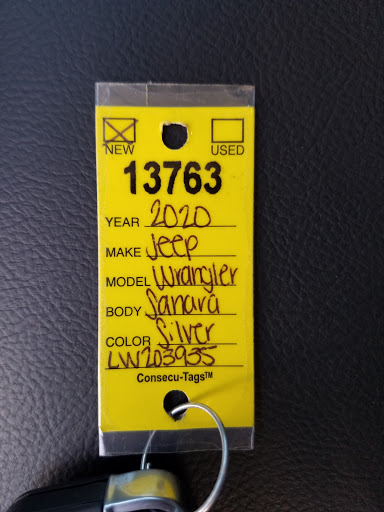 NEW USED
13763
YEAR 2020
MAKE Jeep
MODEL Wrangler
BODY Sahara
COLOR Silver
LW203935
Consecu-Tags™